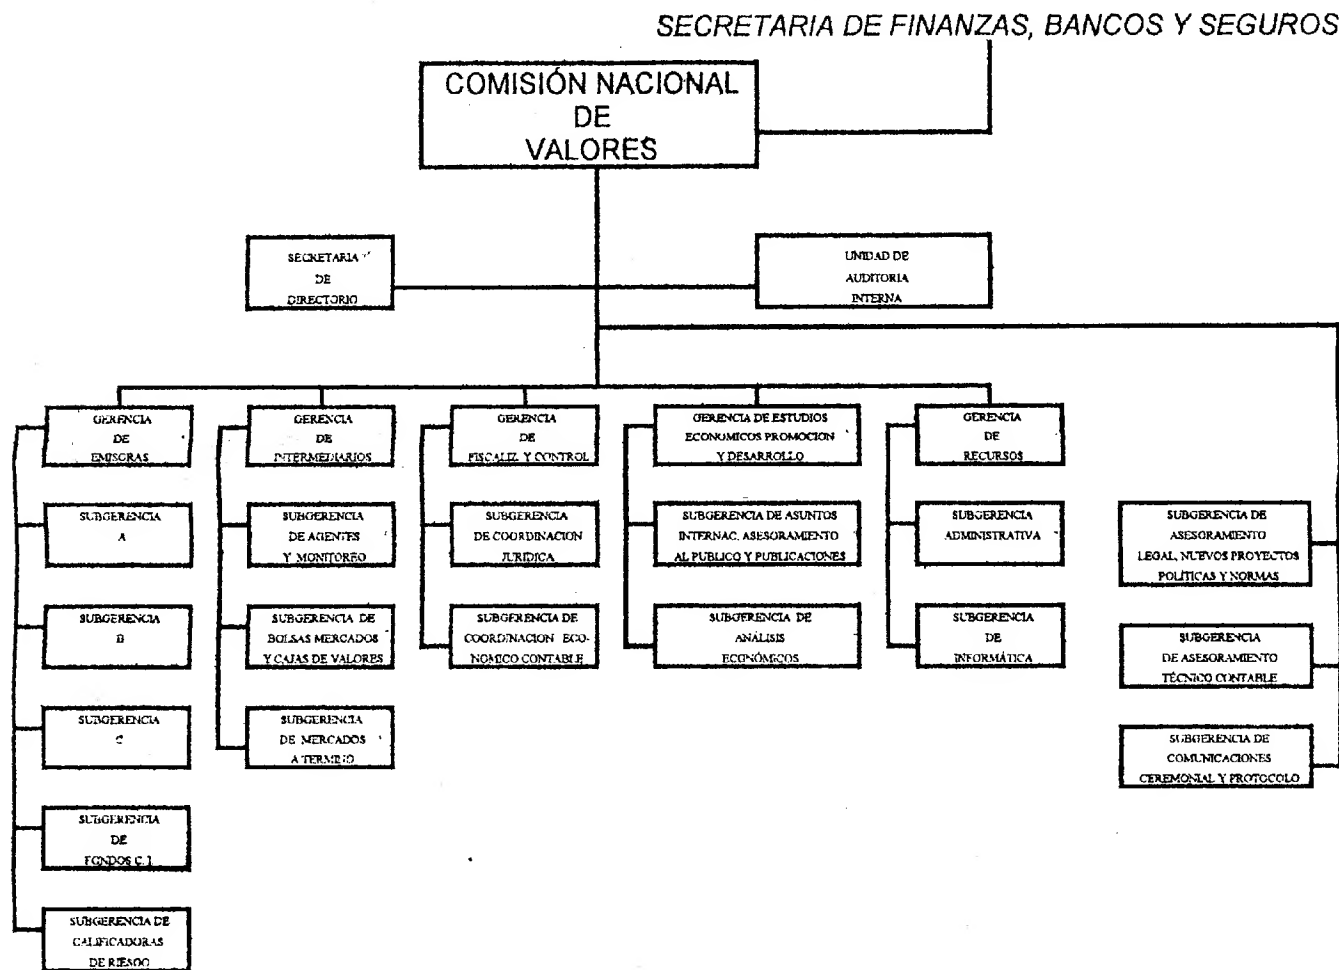 SECRETARIA DE FINANZAS, BANCOS Y SEGUROS
COMISIÓN NACIONAL
DE
VALORES
SECRETARIA
DE
DIRECTORIO
UNIDAD DE
AUDITORIA
INTERNA
GERENCIA
DE
EMISORAS
GERENCIA
DE
INTERMEDIARIOS
GERENCIA
DE
FISCALIZ. Y CONTROL
GERENCIA DE ESTUDIOS
ECONOMICOS PROMOCION
Y DESARROLLO
GERENCIA
DE
RECURSOS
SUBGERENCIA
A
SUBGERENCIA
DE AGENTES
Y MONITOREO
SUBGERENCIA
DE COORDINACION
JURIDICA
SUBGERENCIA DE ASUNTOS
INTERNAC. ASESORAMIENTO
AL PUBLICO Y PUBLICACIONES
SUBGERENCIA
ADMINISTRATIVA
SUBGERENCIA DE
ASESORAMIENTO
LEGAL, NUEVOS PROYECTOS
POLÍTICAS Y NORMAS
SUBGERENCIA
B
SUBGERENCIA DE
BOLSAS MERCADOS
Y CAJAS DE VALORES
SUBGERENCIA DE
COORDINACION ECO-
NOMICO CONTABLE
SUBGERENCIA DE
ANÁLISIS
ECONÓMICOS
SUBGERENCIA
DE
INFORMÁTICA
SUBGERENCIA
DE ASESORAMIENTO
TÉCNICO CONTABLE
SUBGERENCIA
C
SUBGERENCIA
DE MERCADOS
A TERMINO
SUBGERENCIA DE
COMUNICACIONES
CEREMONIAL Y PROTOCOLO
SUBGERENCIA
DE
FONDOS C. I.
SUBGERENCIA DE
CALIFICADORAS
DE RIESGO